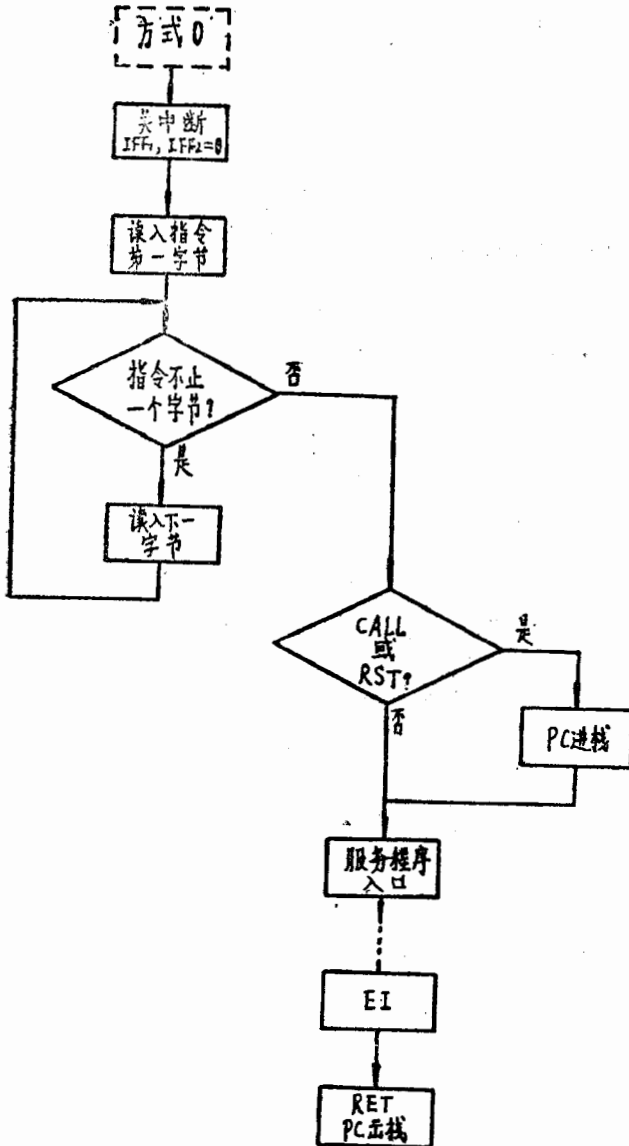 方式0
关中断
IFF₁, IFF₂=0
读入指令
第一字节
指令不止
一个字节?
否
是
读入下一
字节
CALL
或
RST?
是
否
PC进栈
服务程序
入口
EI
RET
PC出栈